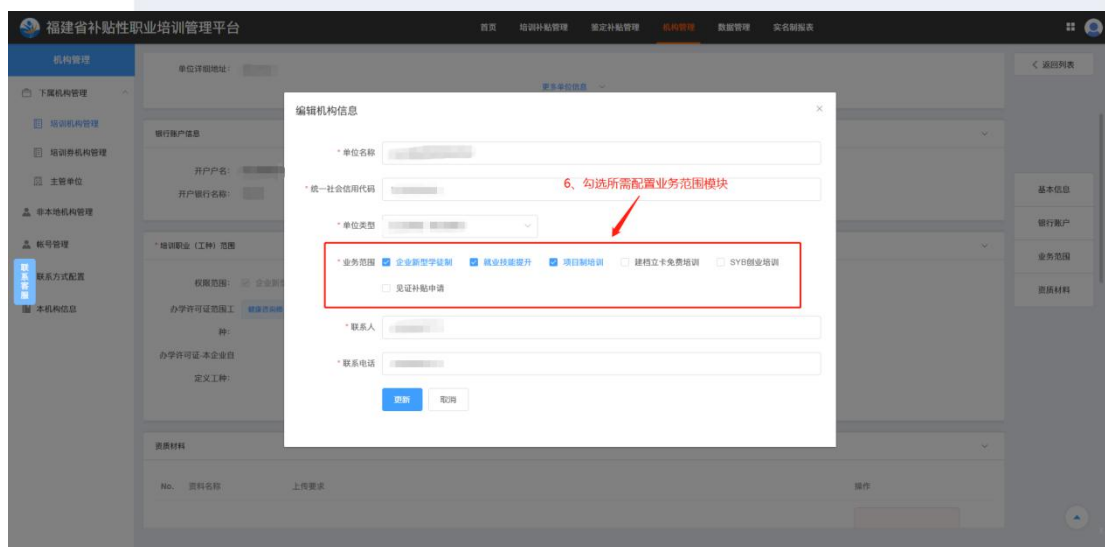 福建省补贴性职业培训管理平台
首页 培训补贴管理 鉴定补贴管理 机构管理 数据管理 实名制报表
机构管理
单位详细地址:
返回列表
更多单位信息
下属机构管理
编辑机构信息
培训机构管理
银行账户信息
培训券机构管理
* 单位名称
开户户名:
主管单位
6、勾选所需配置业务范围模块
* 统一社会信用代码
开户银行名称:
基本信息
非本地机构管理
* 单位类型
银行账户
帐号管理
* 培训职业（工种）范围
* 业务范围 企业新型学徒制 就业技能提升 项目制培训 建档立卡免费培训 SYB创业培训
业务范围
联系客服
联系方式配置
权限范围: 企业新
见证补贴申请
资质材料
本机构信息
办学许可证范围工
种:
* 联系人
办学许可证-本企业自
定义工种:
* 联系电话
更新 取消
资质材料
No. 资料名称 上传要求 操作